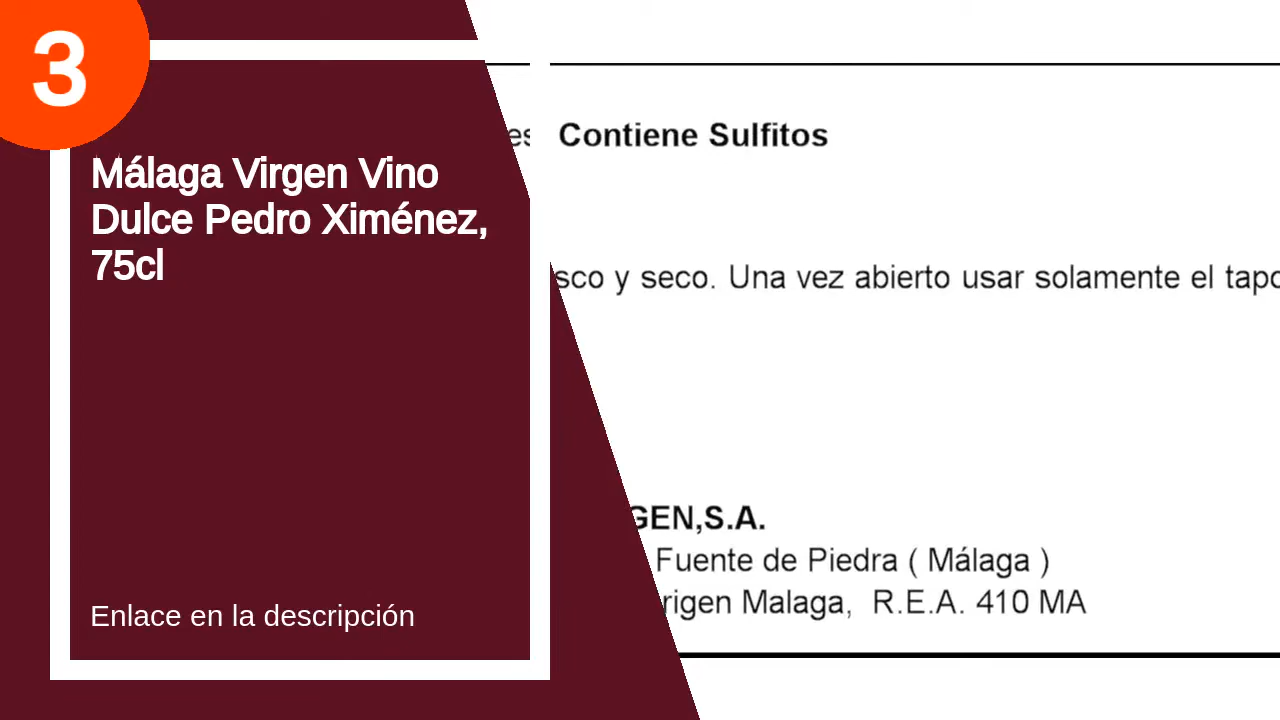 3
Málaga Virgen Vino
Dulce Pedro Ximénez,
75cl
Enlace en la descripción
es Contiene Sulfitos
sco y seco. Una vez abierto usar solamente el tapo
GEN,S.A.
Fuente de Piedra ( Málaga )
rigen Malaga, R.E.A. 410 MA